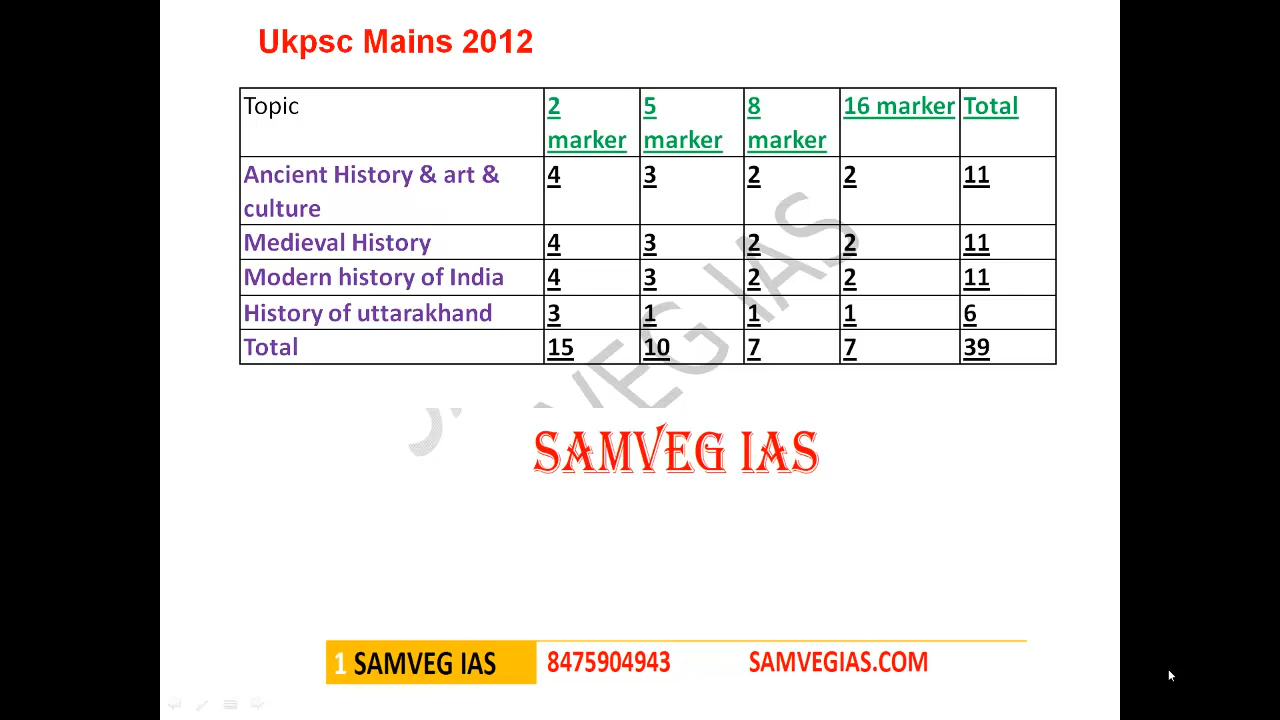 Ukpsc Mains 2012
Topic 2 marker 5 marker 8 marker 16 marker Total
Ancient History & art & culture 4 3 2 2 11
Medieval History 4 3 2 2 11
Modern history of India 4 3 2 2 11
History of uttarakhand 3 1 1 1 6
Total 15 10 7 7 39
SAMVEG IAS
1 SAMVEG IAS 8475904943 SAMVEGIAS.COM